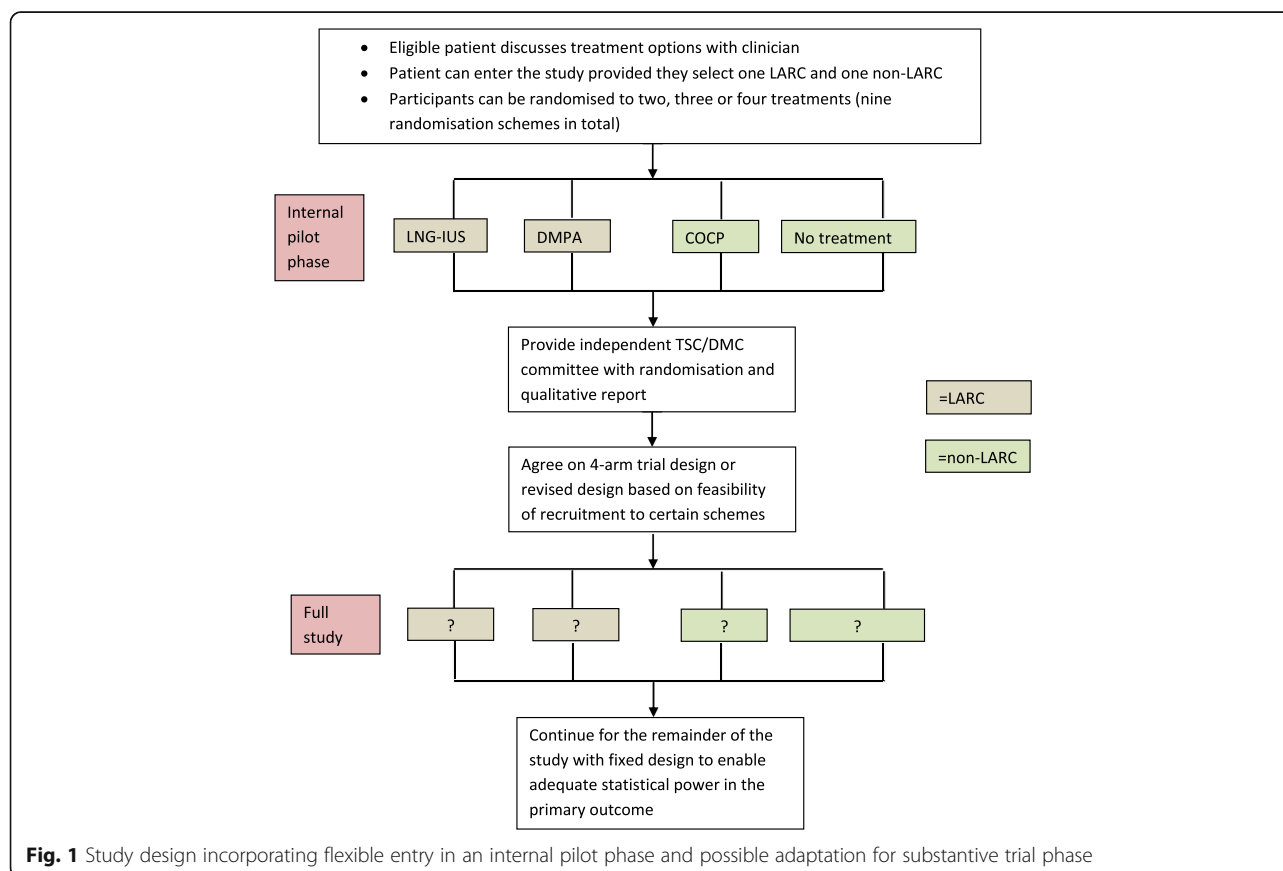 • Eligible patient discusses treatment options with clinician
• Patient can enter the study provided they select one LARC and one non-LARC
• Participants can be randomised to two, three or four treatments (nine
randomisation schemes in total)
Internal
pilot
phase
LNG-IUS
DMPA
COCP
No treatment
Provide independent TSC/DMC
committee with randomisation and
qualitative report
=LARC
=non-LARC
Agree on 4-arm trial design or
revised design based on feasibility
of recruitment to certain schemes
Full
study
?
?
?
?
Continue for the remainder of the
study with fixed design to enable
adequate statistical power in the
primary outcome
Fig. 1 Study design incorporating flexible entry in an internal pilot phase and possible adaptation for substantive trial phase